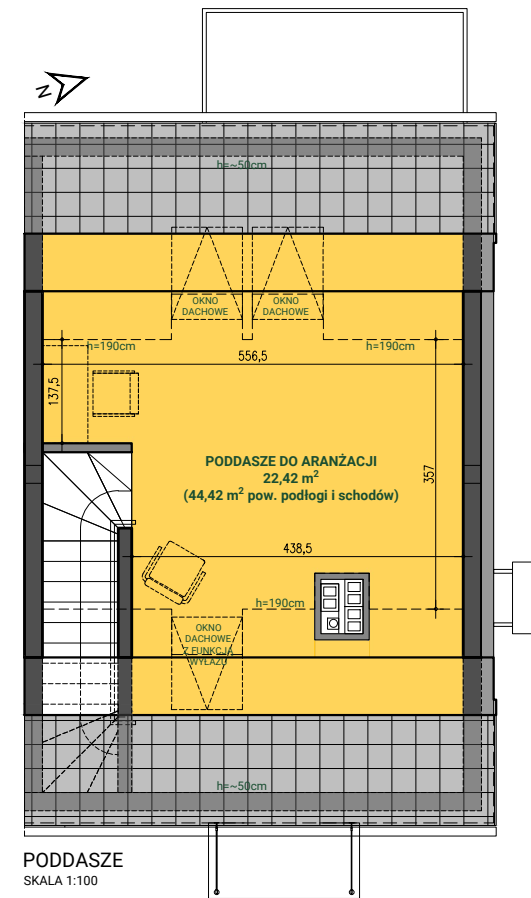 N
h=~50cm
OKNO
DACHOWE
OKNO
DACHOWE
h=190cm
h=190cm
556,5
137,5
PODDASZE DO ARANŻACJI
22,42 m²
(44,42 m² pow. podłogi i schodów)
357
438,5
h=190cm
OKNO
DACHOWE
Z FUNKCJĄ
WYŁAZU
h=~50cm
PODDASZE
SKALA 1:100